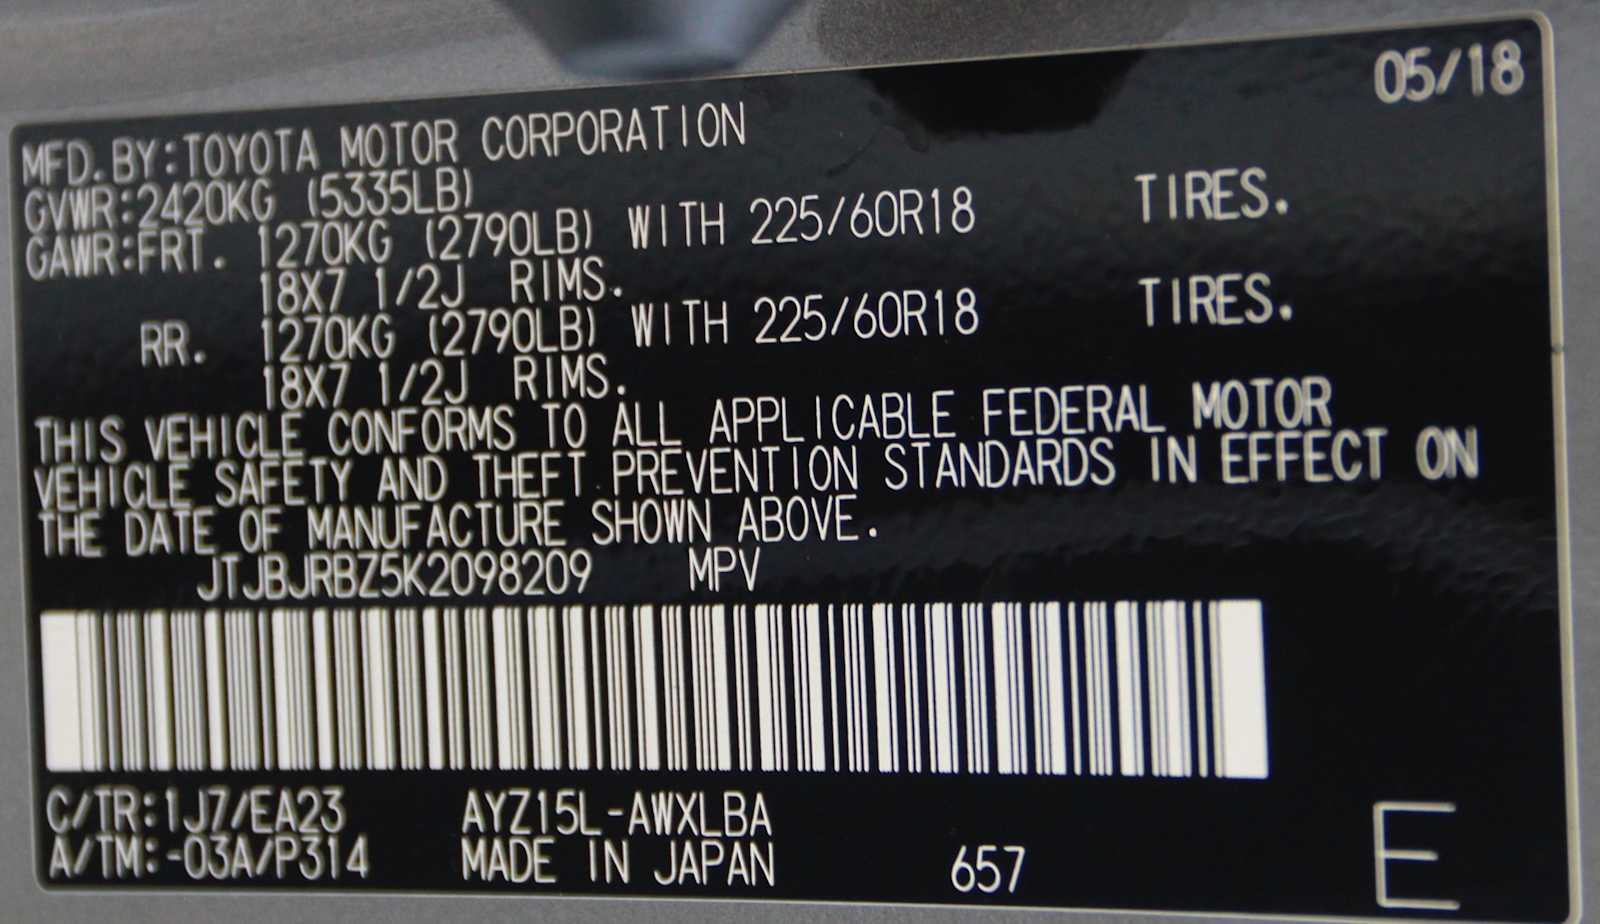 05/18
MFD.BY:TOYOTA MOTOR CORPORATION
GVWR:2420KG (5335LB)
GAWR:FRT. 1270KG (2790LB) WITH 225/60R18 TIRES.
18X7 1/2J RIMS.
RR. 1270KG (2790LB) WITH 225/60R18 TIRES.
18X7 1/2J RIMS.
THIS VEHICLE CONFORMS TO ALL APPLICABLE FEDERAL MOTOR
VEHICLE SAFETY AND THEFT PREVENTION STANDARDS IN EFFECT ON
THE DATE OF MANUFACTURE SHOWN ABOVE.
JTJBJRBZ5K2098209 MPV
C/TR:1J7/EA23 AYZ15L-AWXLBA
A/TM:-03A/P314 MADE IN JAPAN 657 E